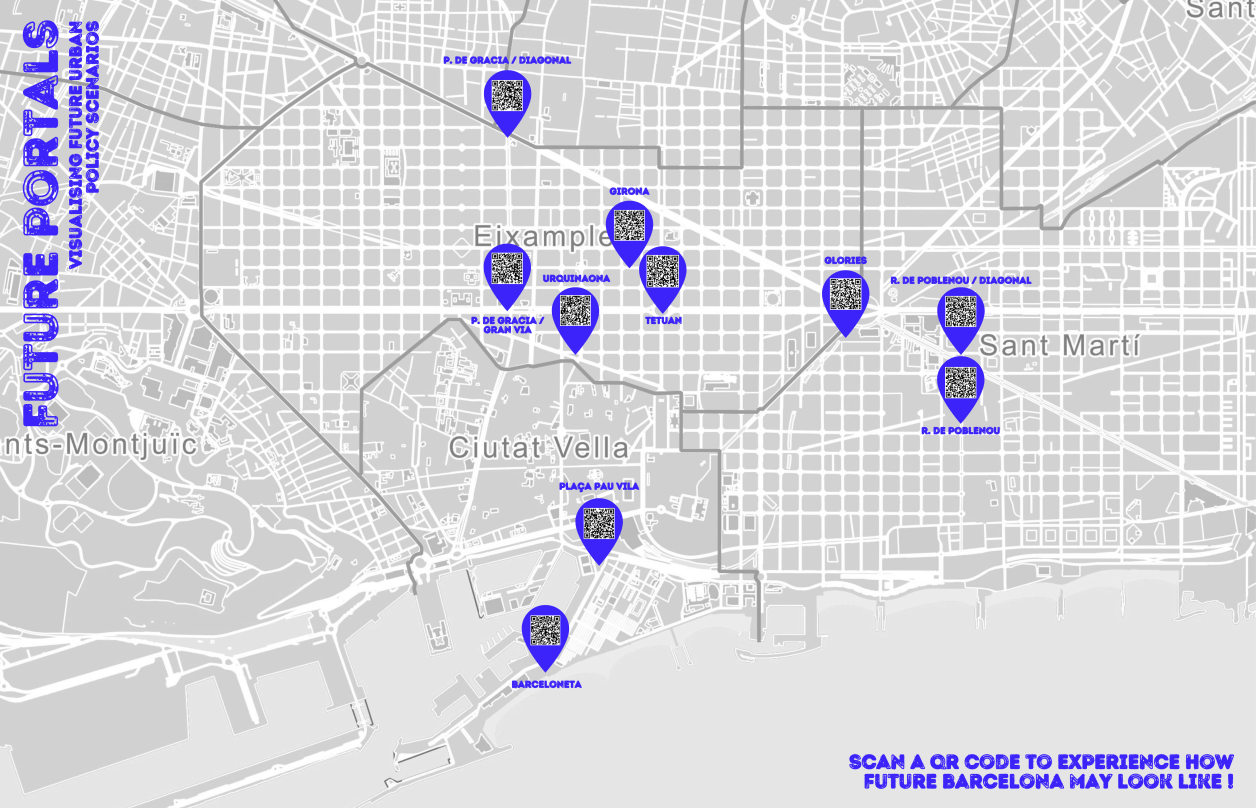 FUTURE PORTALS
VISUALISING FUTURE URBAN
POLICY SCENARIOS
Sant
P. DE GRACIA / DIAGONAL
GIRONA
Eixample
GLORIES
URQUINAONA
R. DE POBLENOU / DIAGONAL
P. DE GRACIA /
GRAN VIA
TETUAN
Sant Martí
R. DE POBLENOU
nts-Montjuïc
Ciutat Vella
PLAÇA PAU VILA
BARCELONETA
SCAN A QR CODE TO EXPERIENCE HOW
FUTURE BARCELONA MAY LOOK LIKE !